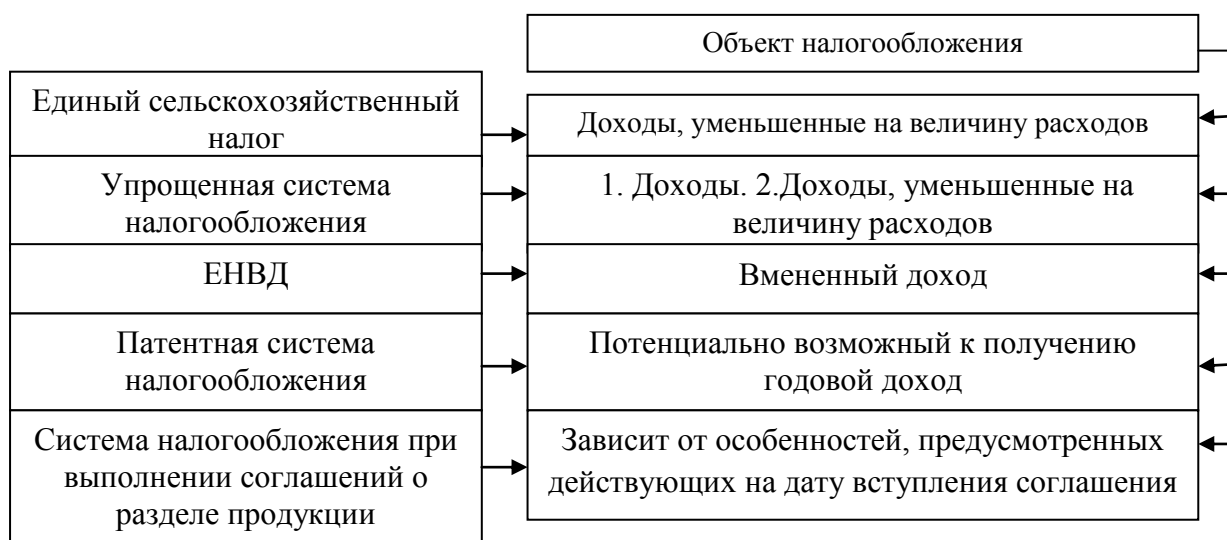 Объект налогообложения
Единый сельскохозяйственный
налог
Доходы, уменьшенные на величину расходов
Упрощенная система
налогообложения
1. Доходы. 2.Доходы, уменьшенные на
величину расходов
ЕНВД
Вмененный доход
Патентная система
налогообложения
Потенциально возможный к получению
годовой доход
Система налогообложения при
выполнении соглашений о
разделе продукции
Зависит от особенностей, предусмотренных
действующих на дату вступления соглашения